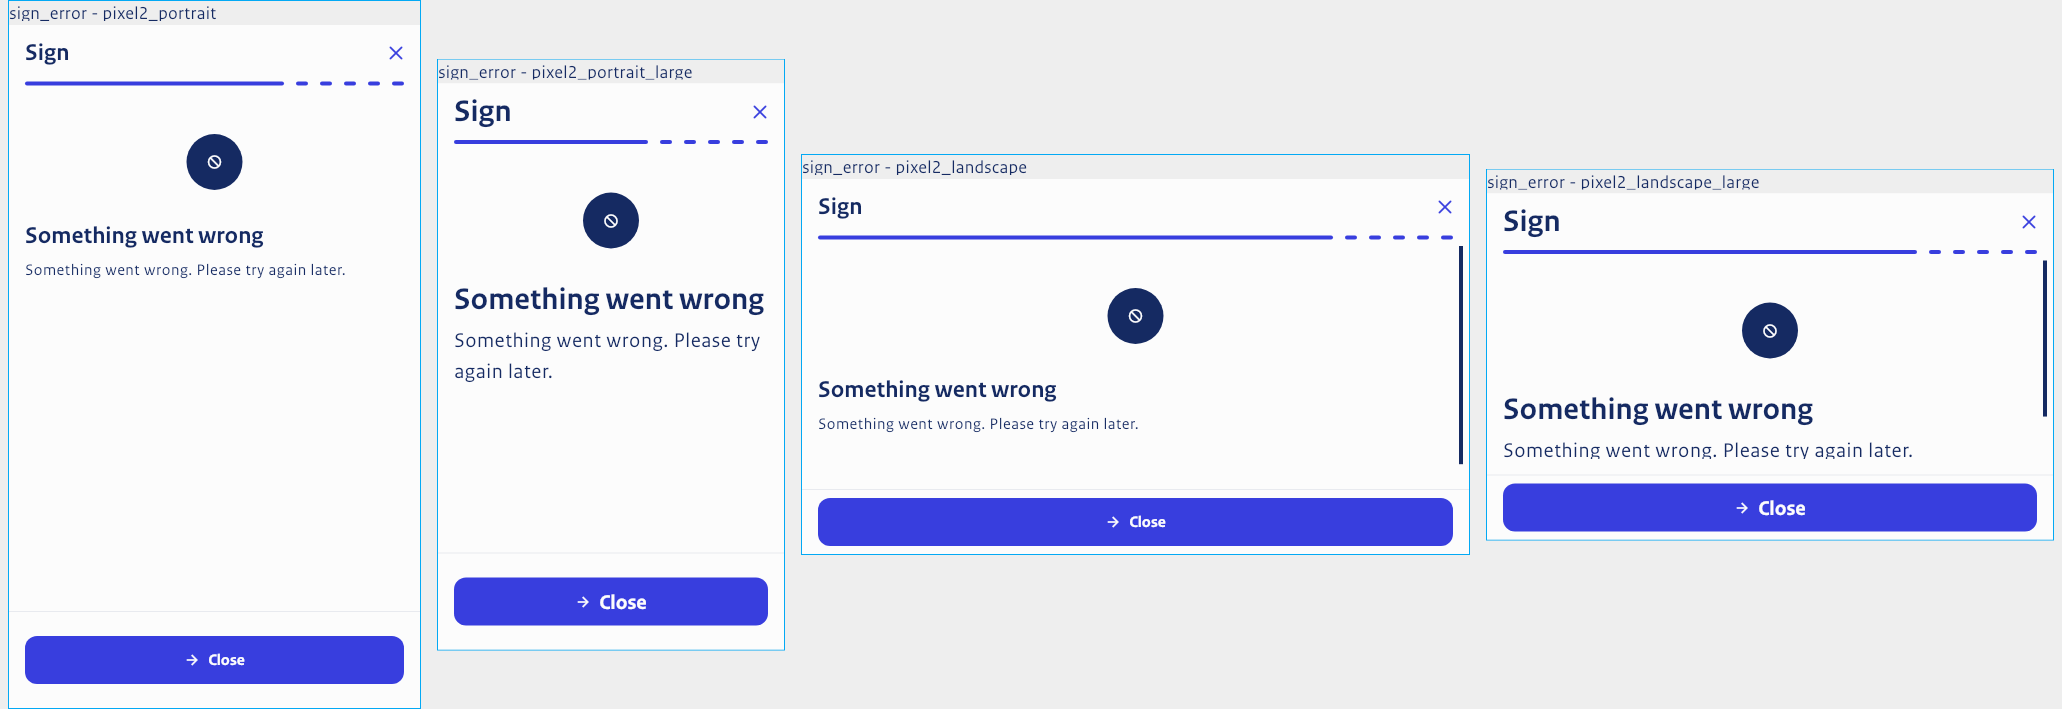 sign_error - pixel2_portrait
Sign
Something went wrong
Something went wrong. Please try again later.
Close
sign_error - pixel2_portrait_large
Sign
Something went wrong
Something went wrong. Please try
again later.
Close
sign_error - pixel2_landscape
Sign
Something went wrong
Something went wrong. Please try again later.
Close
sign_error - pixel2_landscape_large
Sign
Something went wrong
Something went wrong. Please try again later.
Close